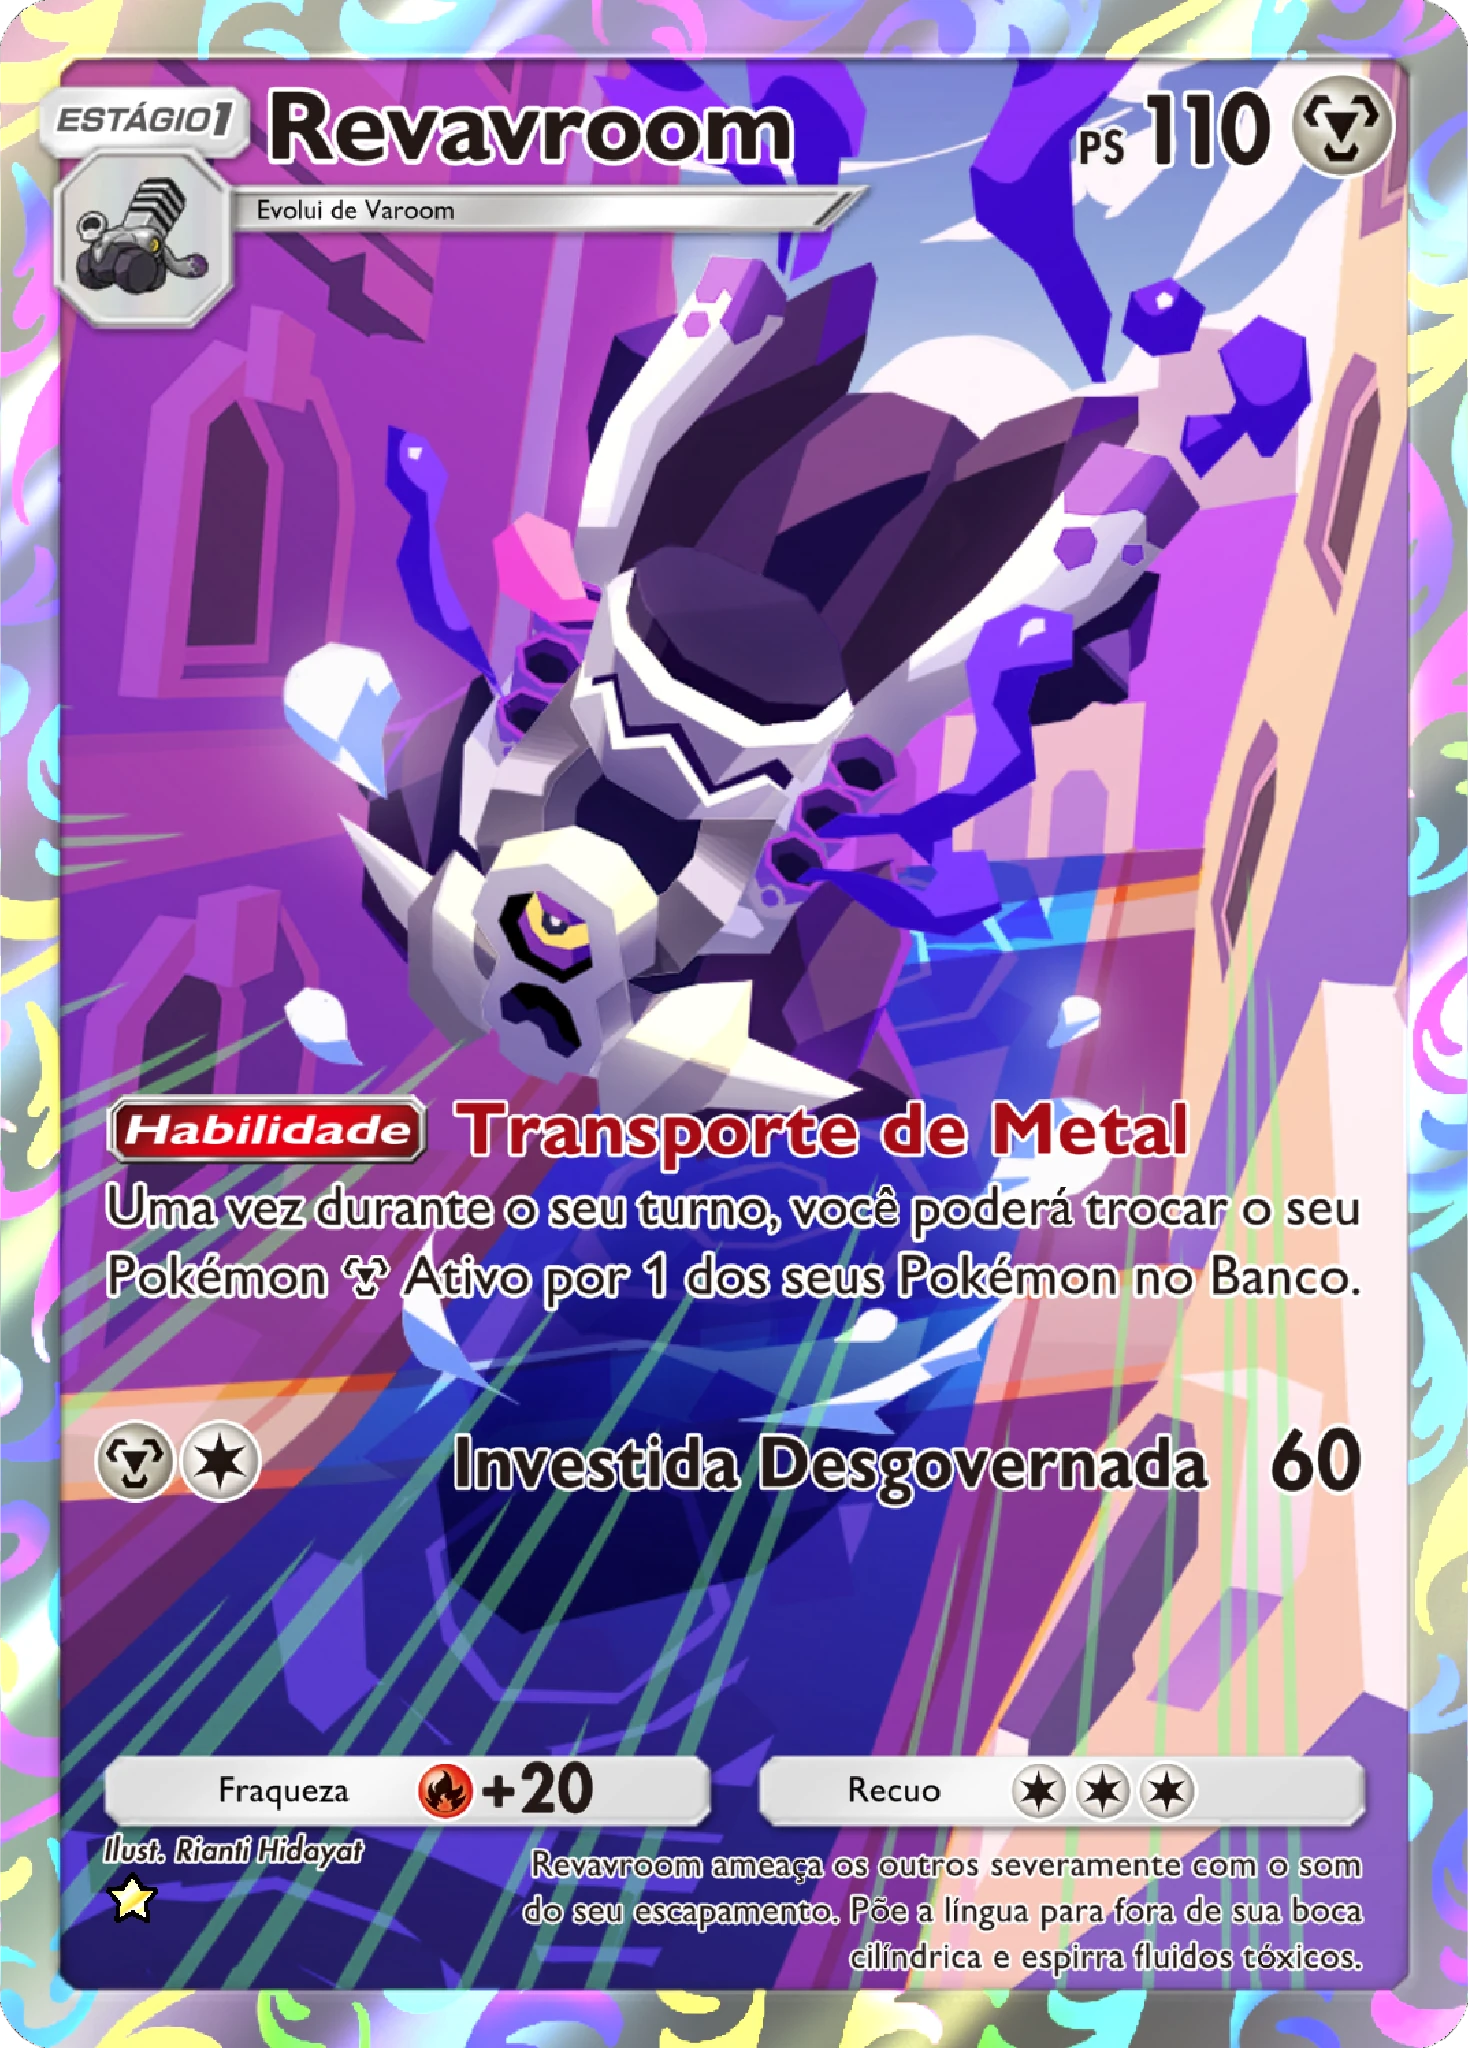 ESTÁGIO1
Revavroom
PS 110
Evolui de Varoom
Habilidade Transporte de Metal
Uma vez durante o seu turno, você poderá trocar o seu
Pokémon Ativo por 1 dos seus Pokémon no Banco.
Investida Desgovernada 60
Fraqueza +20
Recuo
Ilust. Rianti Hidayat
Revavroom ameaça os outros severamente com o som
do seu escapamento. Põe a língua para fora de sua boca
cilíndrica e espirra fluidos tóxicos.